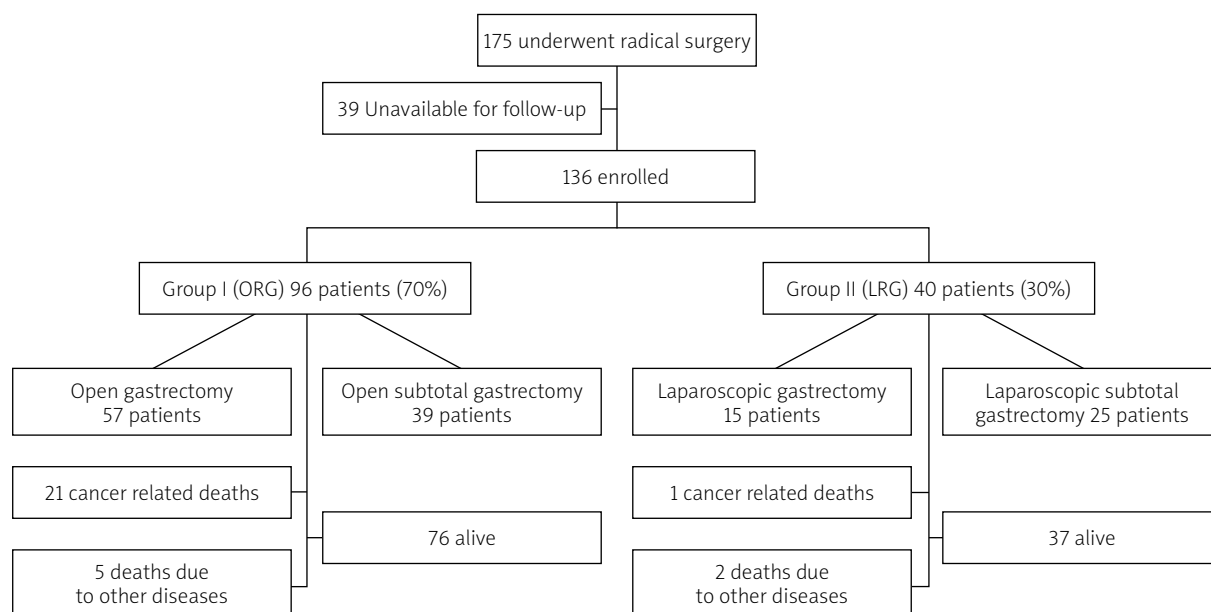 175 underwent radical surgery
39 Unavailable for follow-up
136 enrolled
Group I (ORG) 96 patients (70%)
Group II (LRG) 40 patients (30%)
Open gastrectomy
57 patients
Open subtotal gastrectomy
39 patients
Laparoscopic gastrectomy
15 patients
Laparoscopic subtotal
gastrectomy 25 patients
21 cancer related deaths
76 alive
5 deaths due
to other diseases
1 cancer related deaths
37 alive
2 deaths due
to other diseases